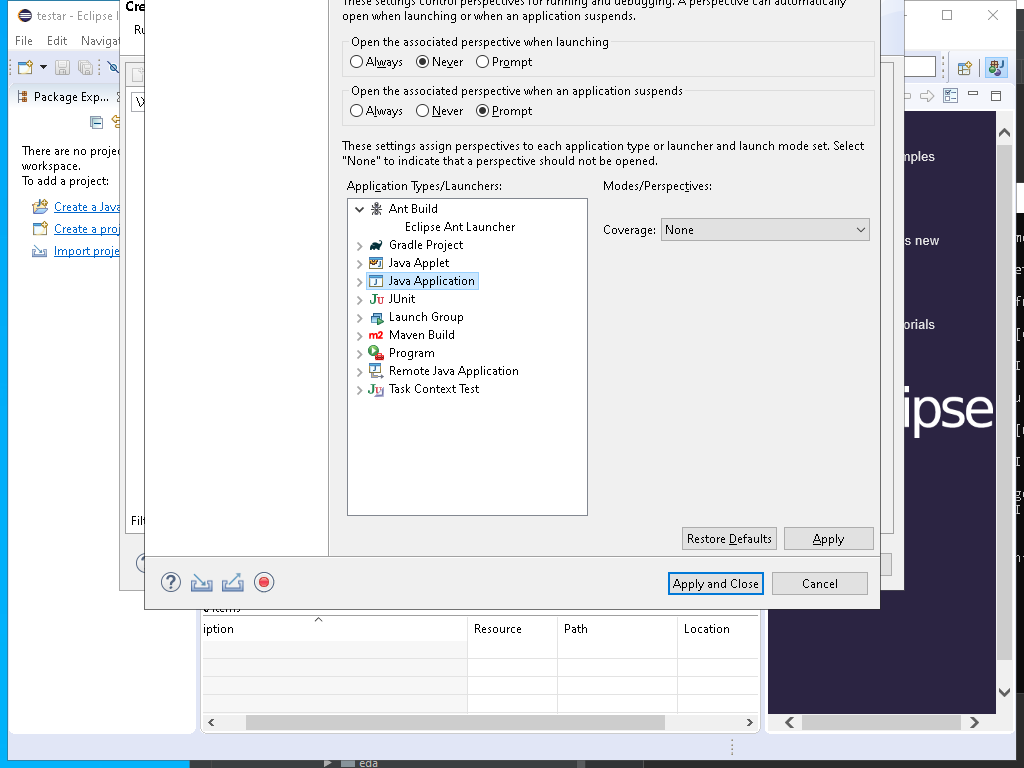 testar - Eclipse I
Cre
These settings control perspectives for running and debugging. A perspective can automatically
open when launching or when an application suspends.
File Edit Navigat
Ru
Open the associated perspective when launching
Always Never Prompt
Package Exp...
Open the associated perspective when an application suspends
Always Never Prompt
There are no proje
workspace.
To add a project:
Create a Java
Create a proj
Import proje
These settings assign perspectives to each application type or launcher and launch mode set. Select
"None" to indicate that a perspective should not be opened.
Application Types/Launchers:
Modes/Perspectives:
Ant Build
Eclipse Ant Launcher
Gradle Project
Java Applet
Java Application
JUnit
Launch Group
Maven Build
Program
Remote Java Application
Task Context Test
Coverage: None
mples
s new
orials
ipse
Filt
Restore Defaults Apply
Apply and Close Cancel
iption Resource Path Location
eda